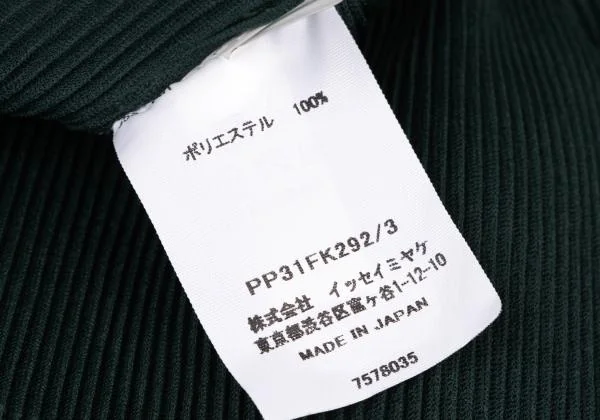 ポリエステル 100%
PP31FK292/3
株式会社 イッセイミヤケ
東京都渋谷区富ケ谷1-12-10
MADE IN JAPAN
7578035